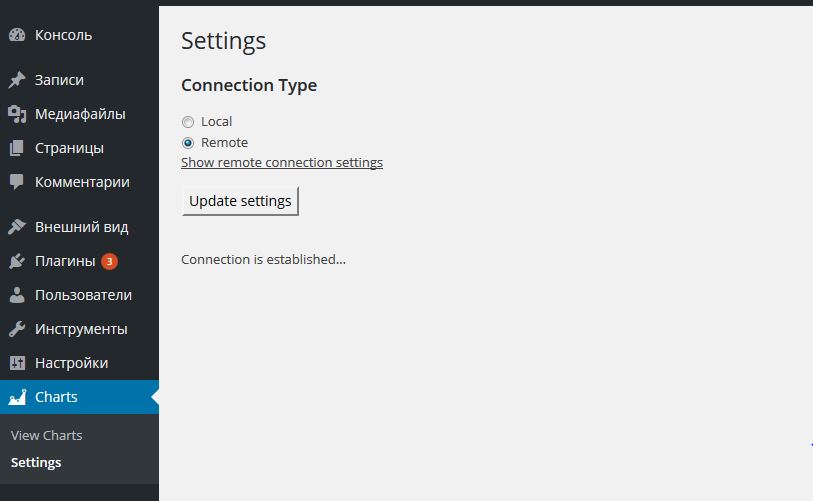 Консоль
Записи
Медиафайлы
Страницы
Комментарии
Внешний вид
Плагины 3
Пользователи
Инструменты
Настройки
Charts
View Charts
Settings
Settings
Connection Type
Local
Remote
Show remote connection settings
Update settings
Connection is established...